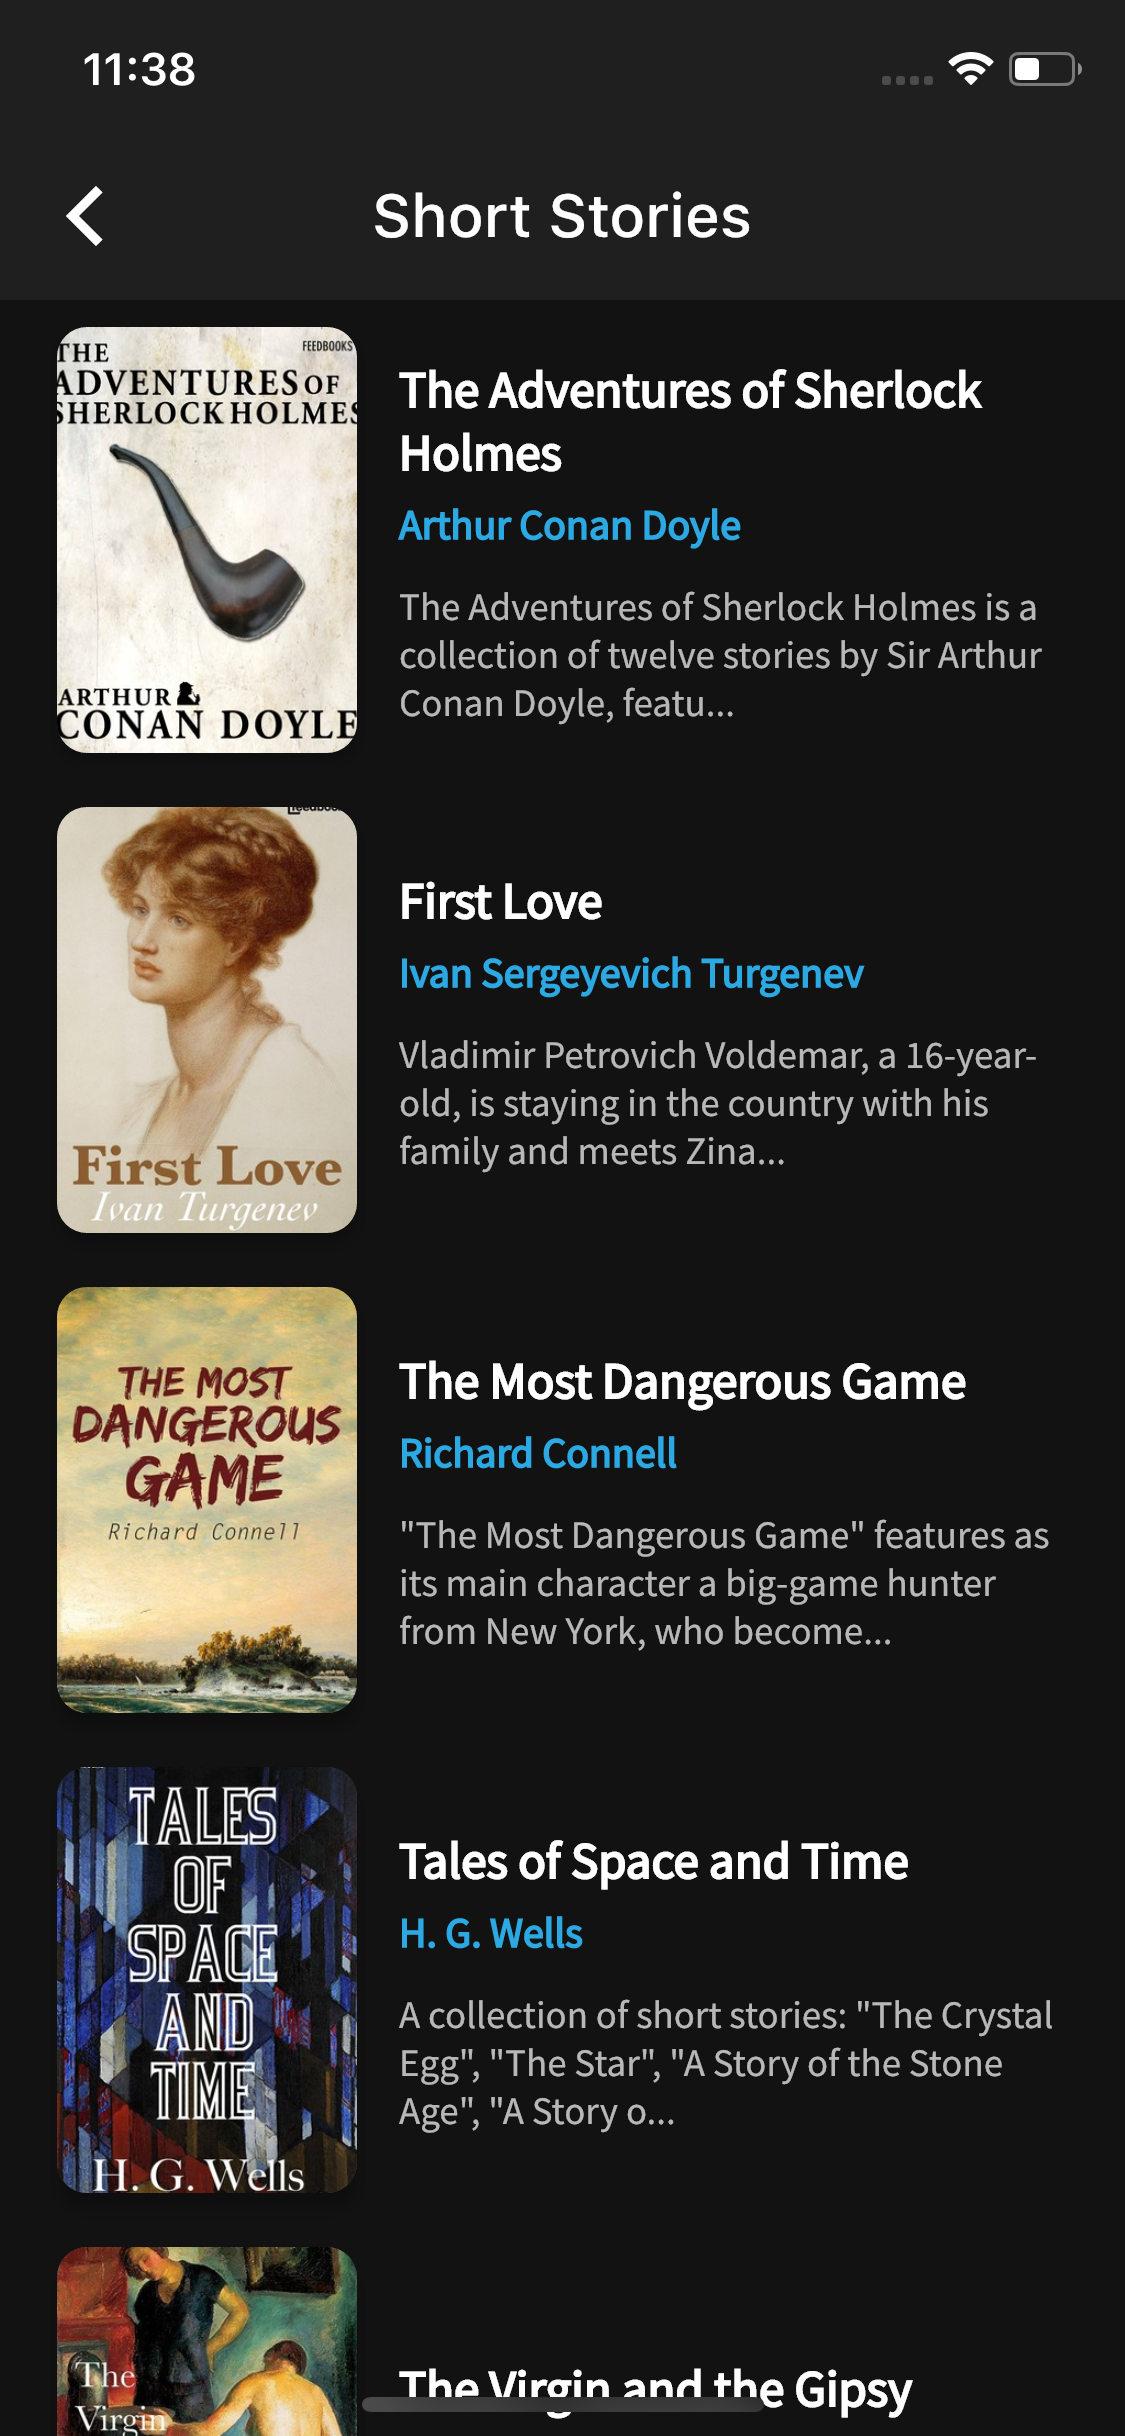 11:38
Short Stories
THE
FEEDBOOKS
ADVENTURES OF
SHERLOCK HOLMES
ARTHUR
CONAN DOYLE
The Adventures of Sherlock
Holmes
Arthur Conan Doyle
The Adventures of Sherlock Holmes is a
collection of twelve stories by Sir Arthur
Conan Doyle, featu...
First Love
Ivan Turgenev
First Love
Ivan Sergeyevich Turgenev
Vladimir Petrovich Voldemar, a 16-year-
old, is staying in the country with his
family and meets Zina...
THE MOST
DANGEROUS
GAME
Richard Connell
The Most Dangerous Game
Richard Connell
"The Most Dangerous Game" features as
its main character a big-game hunter
from New York, who become...
TALES
OF
SPACE
AND
TIME
H. G. Wells
Tales of Space and Time
H. G. Wells
A collection of short stories: "The Crystal
Egg", "The Star", "A Story of the Stone
Age", "A Story o...
The
Virgin
The Virgin and the Gipsy